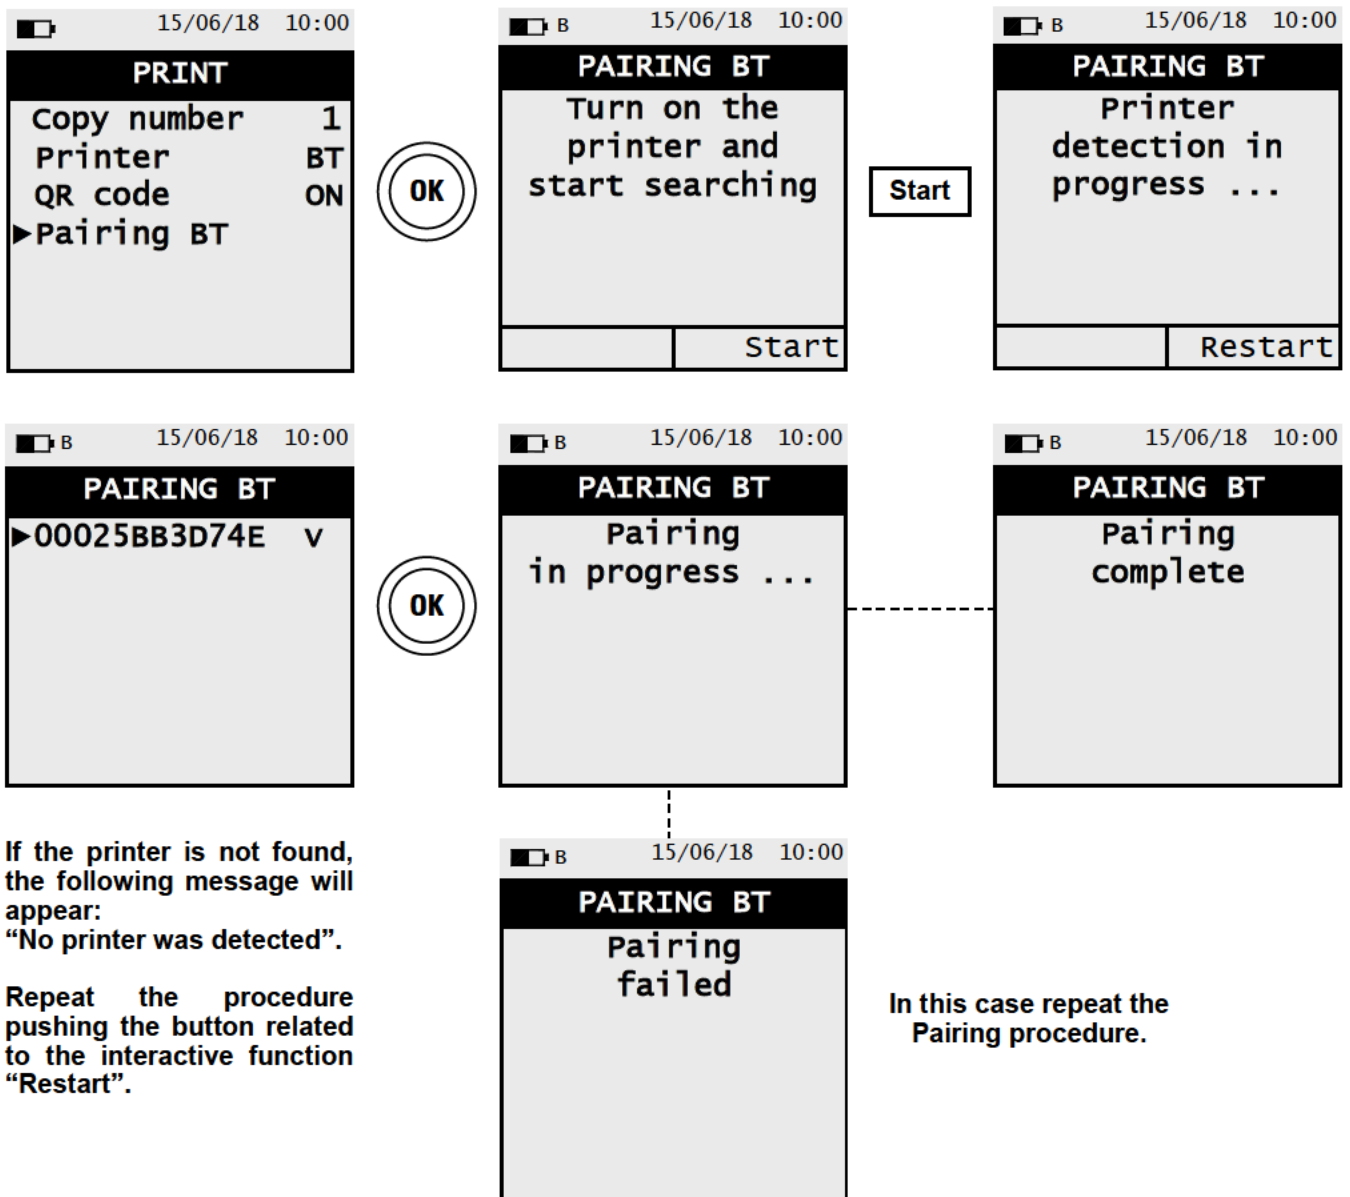 15/06/18 10:00
PRINT
Copy number 1
Printer BT
QR code ON
►Pairing BT
OK
B 15/06/18 10:00
PAIRING BT
Turn on the
printer and
start searching
Start
Start
B 15/06/18 10:00
PAIRING BT
Printer
detection in
progress ...
Restart
B 15/06/18 10:00
PAIRING BT
►00025BB3D74E v
OK
B 15/06/18 10:00
PAIRING BT
Pairing
in progress ...
B 15/06/18 10:00
PAIRING BT
Pairing
complete
If the printer is not found,
the following message will
appear:
“No printer was detected”.
Repeat the procedure
pushing the button related
to the interactive function
“Restart”.
B 15/06/18 10:00
PAIRING BT
Pairing
failed
In this case repeat the
Pairing procedure.